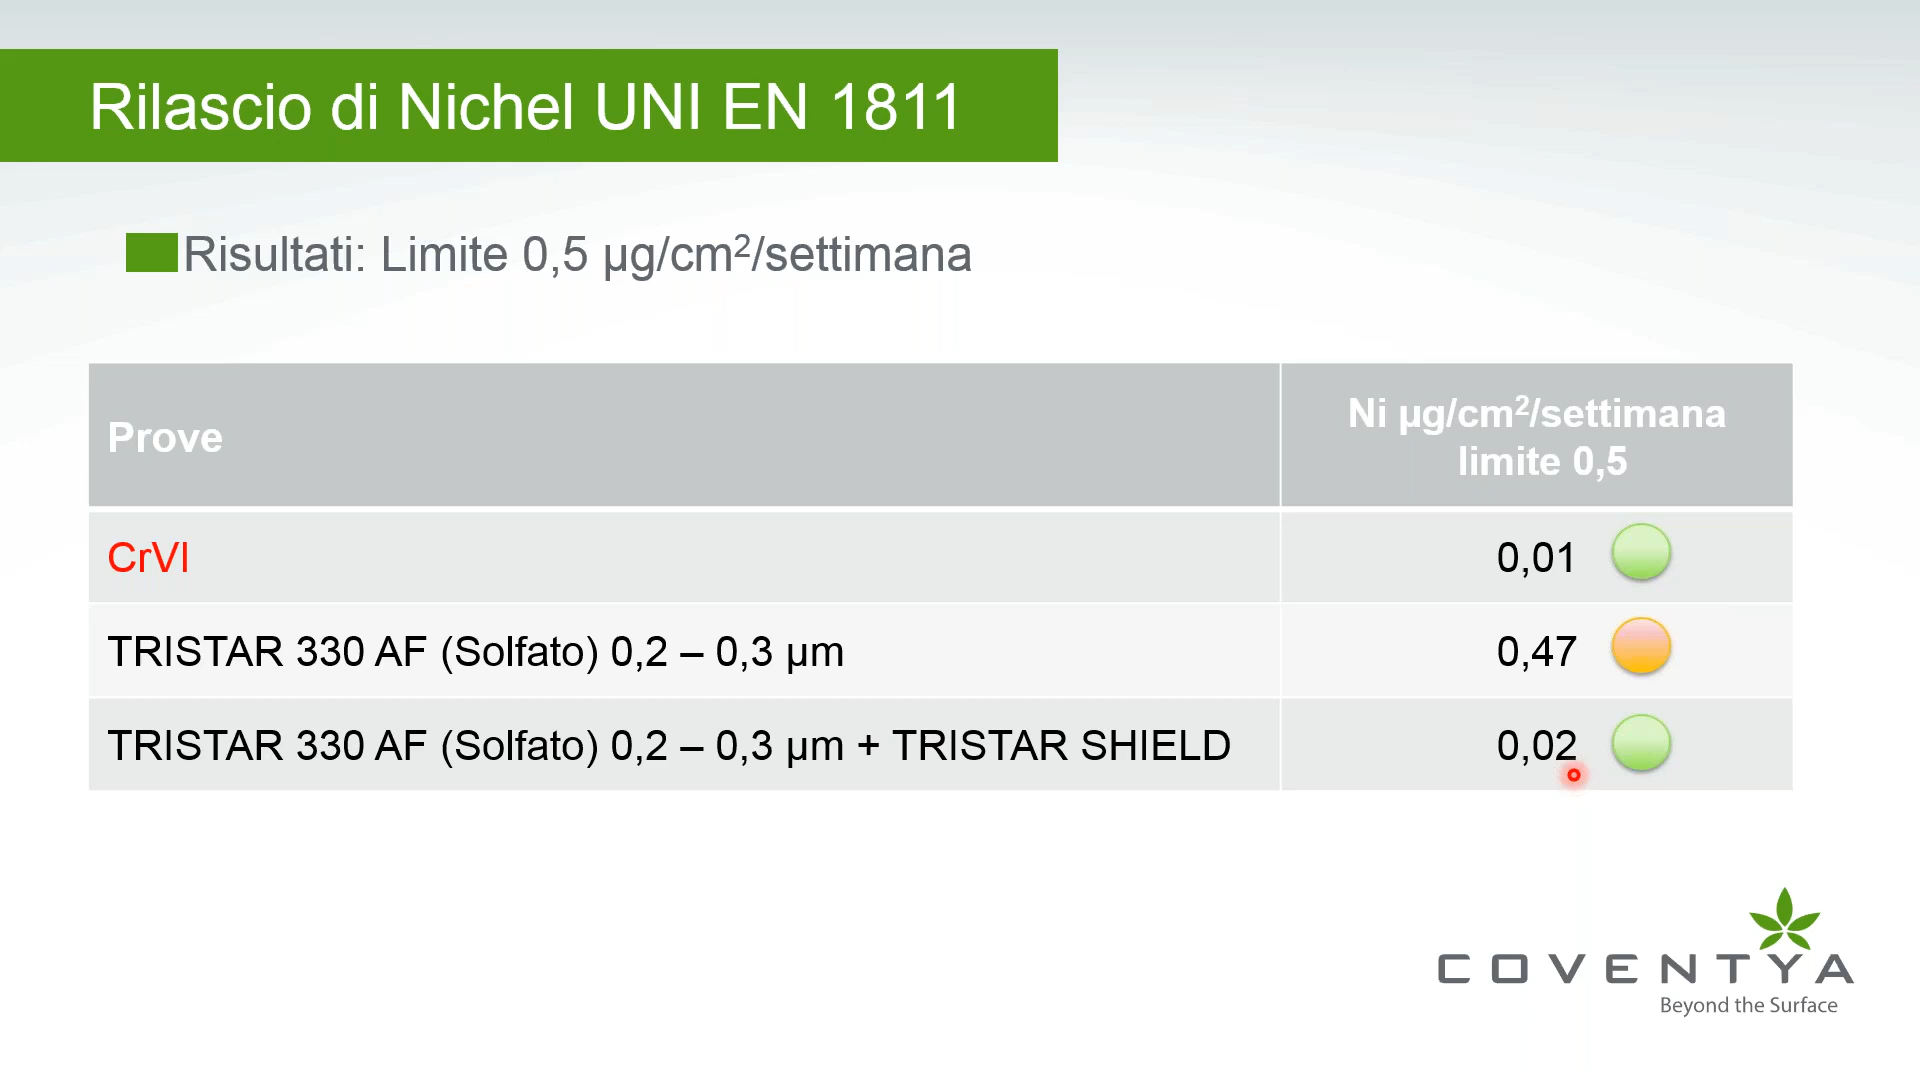 Rilascio di Nichel UNI EN 1811
Risultati: Limite 0,5 µg/cm²/settimana
Prove
Ni µg/cm²/settimana
limite 0,5
CrVI
0,01
TRISTAR 330 AF (Solfato) 0,2 – 0,3 µm
0,47
TRISTAR 330 AF (Solfato) 0,2 – 0,3 µm + TRISTAR SHIELD
0,02
COVENTYA
Beyond the Surface